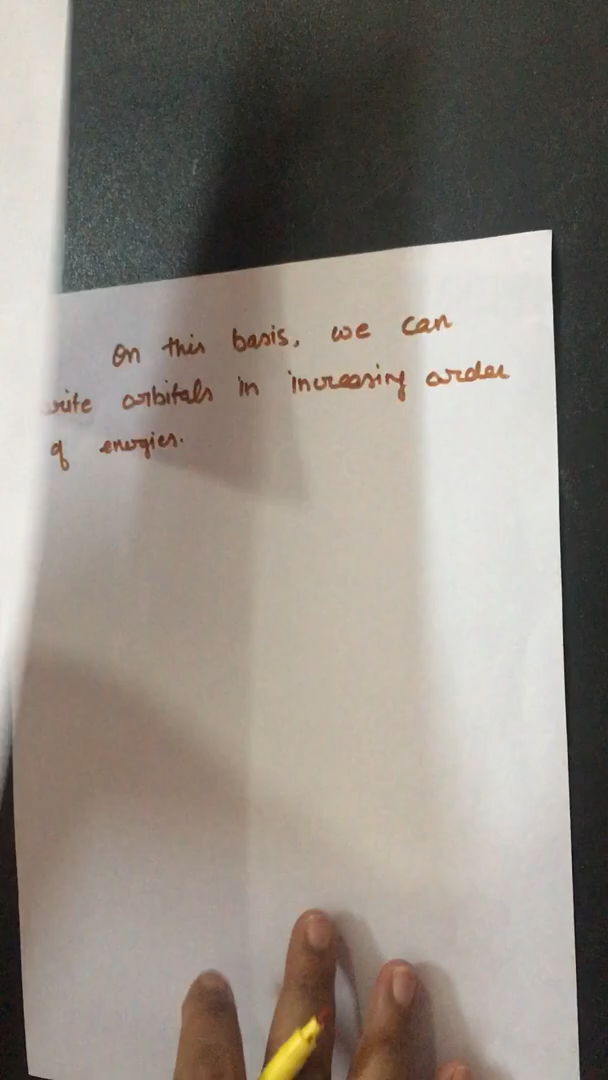 On this basis, we can
write orbitals in increasing order
of energies.